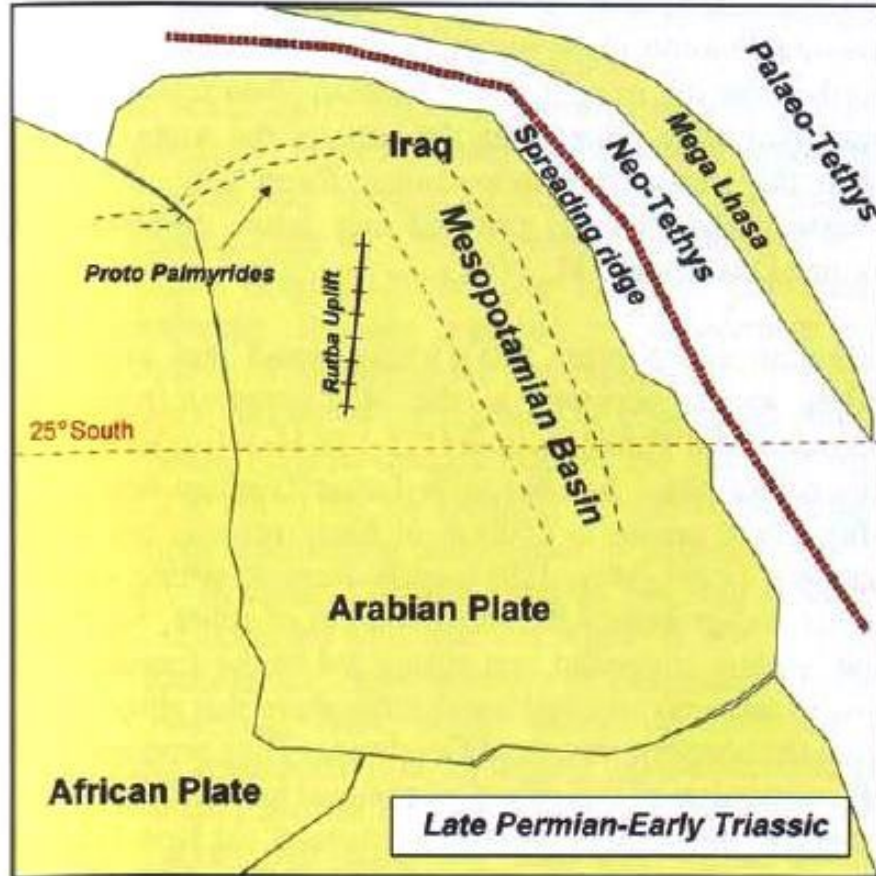 Palaeo-Tethys
Mega Lhasa
Neo-Tethys
Spreading ridge
Iraq
Mesopotamian Basin
Proto Palmyrides
Rutba Uplift
25° South
Arabian Plate
African Plate
Late Permian-Early Triassic